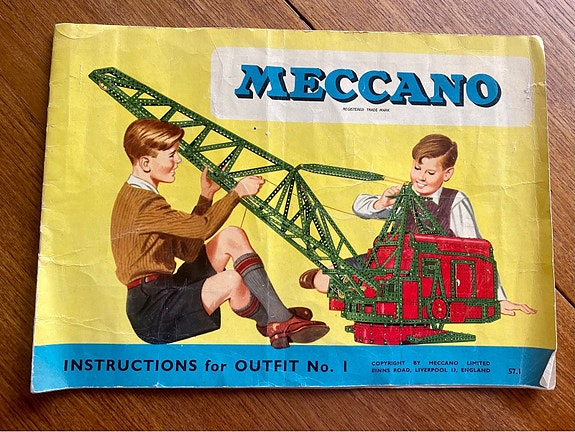 MECCANO
REGISTERED TRADE MARK
INSTRUCTIONS for OUTFIT No. 1
COPYRIGHT BY MECCANO LIMITED
BINNS ROAD, LIVERPOOL 13, ENGLAND
57.1